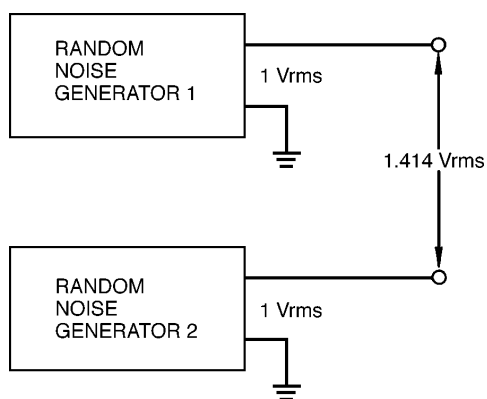 RANDOM
NOISE
GENERATOR 1
1 Vrms
1.414 Vrms
RANDOM
NOISE
GENERATOR 2
1 Vrms